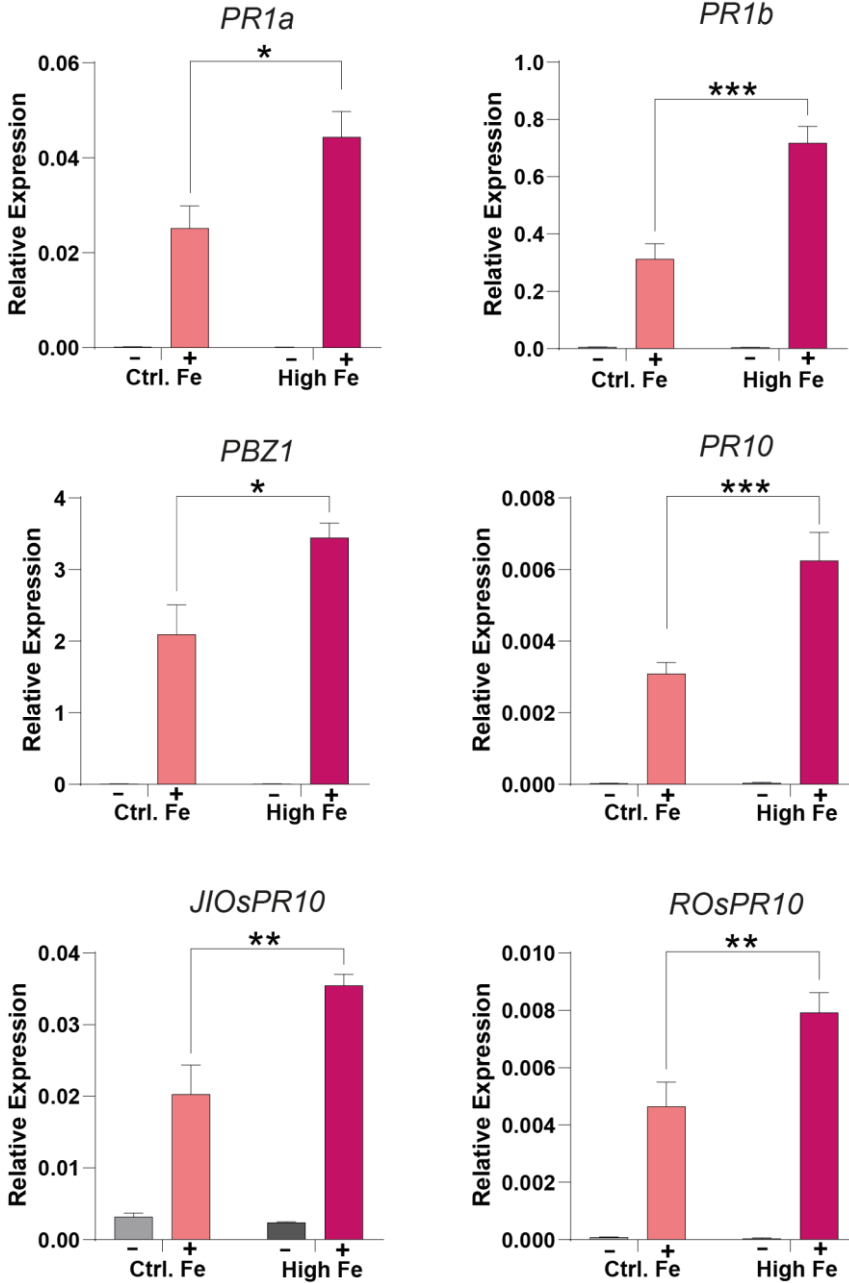 PR1a
*
Relative Expression
0.06
0.04
0.02
0.00
− + − +
Ctrl. Fe High Fe
PR1b
***
Relative Expression
1.0
0.8
0.6
0.4
0.2
0.0
− + − +
Ctrl. Fe High Fe
PBZ1
*
Relative Expression
4
3
2
1
0
− + − +
Ctrl. Fe High Fe
PR10
***
Relative Expression
0.008
0.006
0.004
0.002
0.000
− + − +
Ctrl. Fe High Fe
JIOsPR10
**
Relative Expression
0.04
0.03
0.02
0.01
0.00
− + − +
Ctrl. Fe High Fe
ROsPR10
**
Relative Expression
0.010
0.008
0.006
0.004
0.002
0.000
− + − +
Ctrl. Fe High Fe